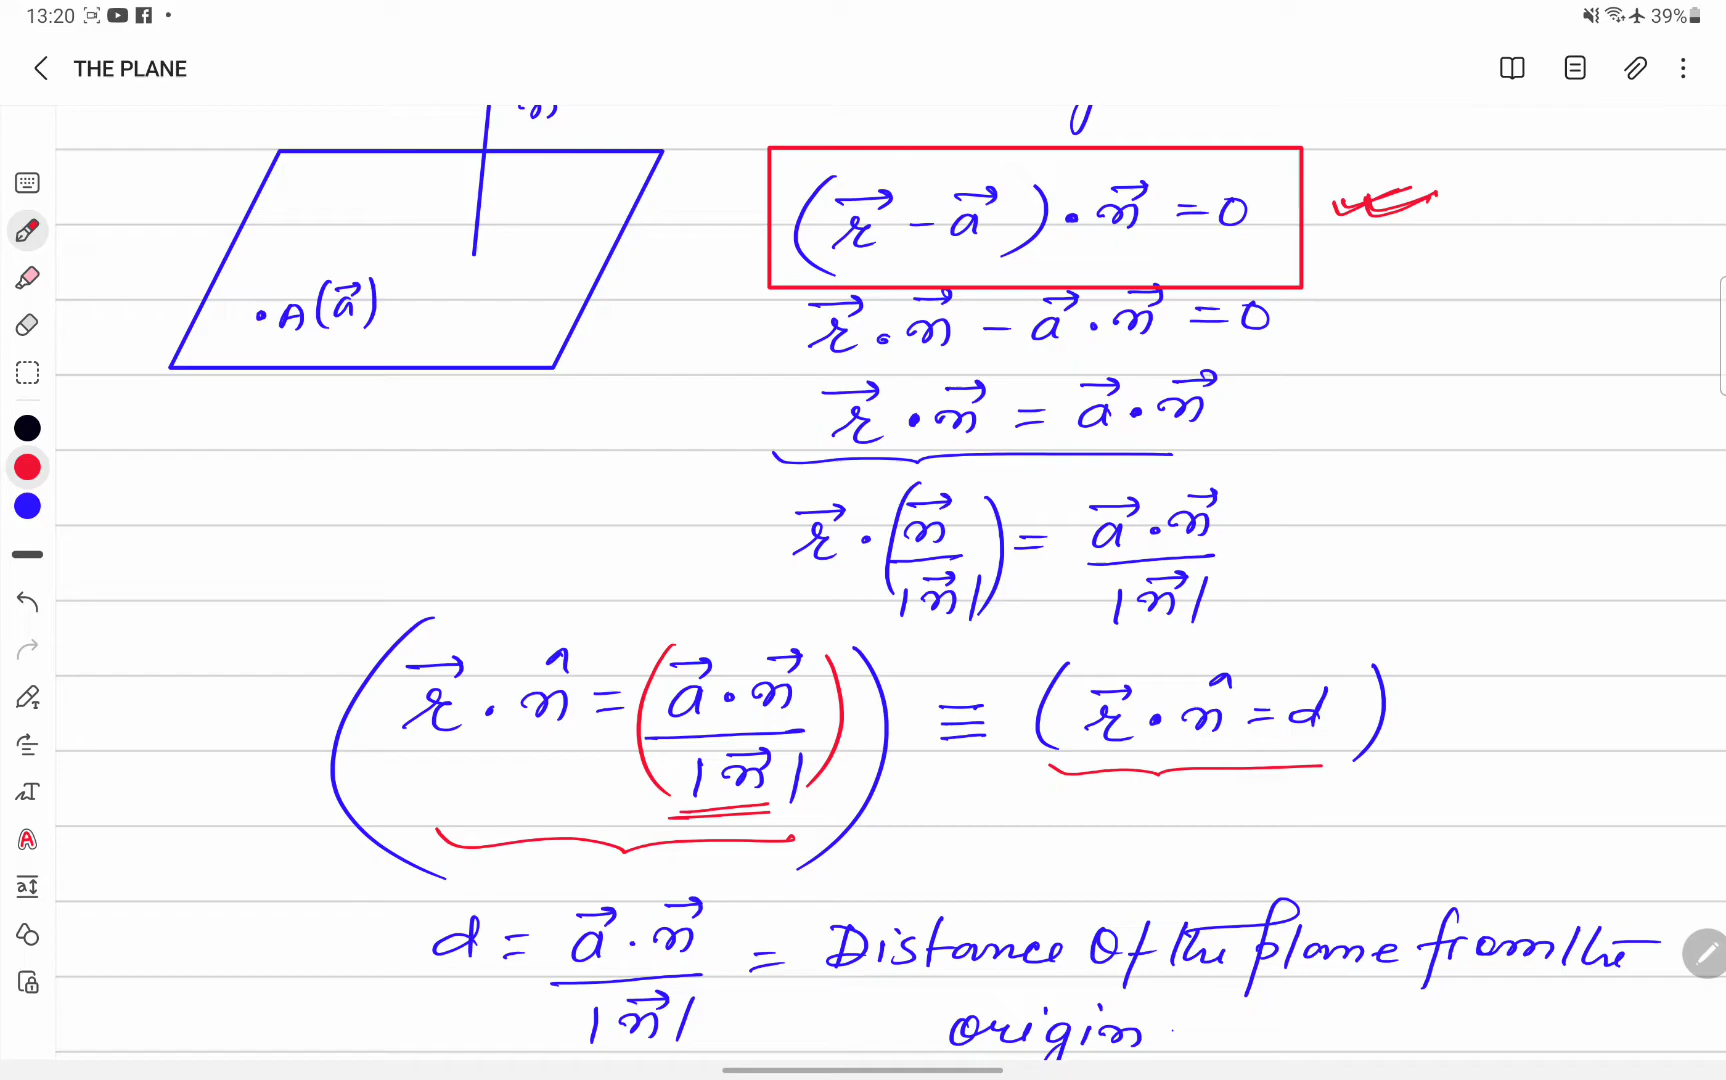 13:20
39%
THE PLANE
(r⃗ - a⃗) · n⃗ = 0
• A(a⃗)
r⃗ · n⃗ - a⃗ · n⃗ = 0
r⃗ · n⃗ = a⃗ · n⃗
r⃗ · (n⃗ / |n⃗|) = a⃗ · n⃗ / |n⃗|
(r⃗ · n̂ = (a⃗ · n⃗ / |n⃗|)) ≡ (r⃗ · n̂ = d)
d = a⃗ · n⃗ / |n⃗| = Distance Of the plane from the
origin